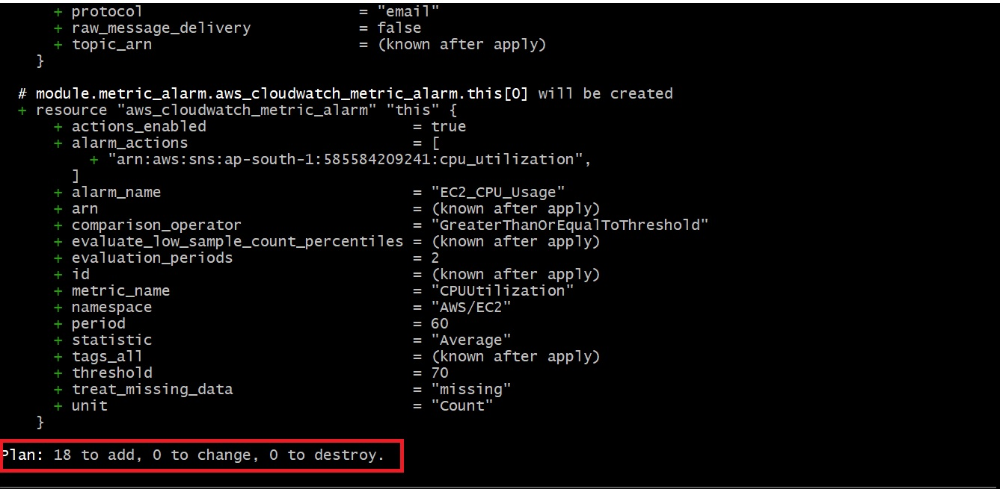 + protocol = "email"
+ raw_message_delivery = false
+ topic_arn = (known after apply)
}
# module.metric_alarm.aws_cloudwatch_metric_alarm.this[0] will be created
+ resource "aws_cloudwatch_metric_alarm" "this" {
+ actions_enabled = true
+ alarm_actions = [
+ "arn:aws:sns:ap-south-1:585584209241:cpu_utilization",
]
+ alarm_name = "EC2_CPU_Usage"
+ arn = (known after apply)
+ comparison_operator = "GreaterThanOrEqualToThreshold"
+ evaluate_low_sample_count_percentiles = (known after apply)
+ evaluation_periods = 2
+ id = (known after apply)
+ metric_name = "CPUUtilization"
+ namespace = "AWS/EC2"
+ period = 60
+ statistic = "Average"
+ tags_all = (known after apply)
+ threshold = 70
+ treat_missing_data = "missing"
+ unit = "Count"
}
Plan: 18 to add, 0 to change, 0 to destroy.